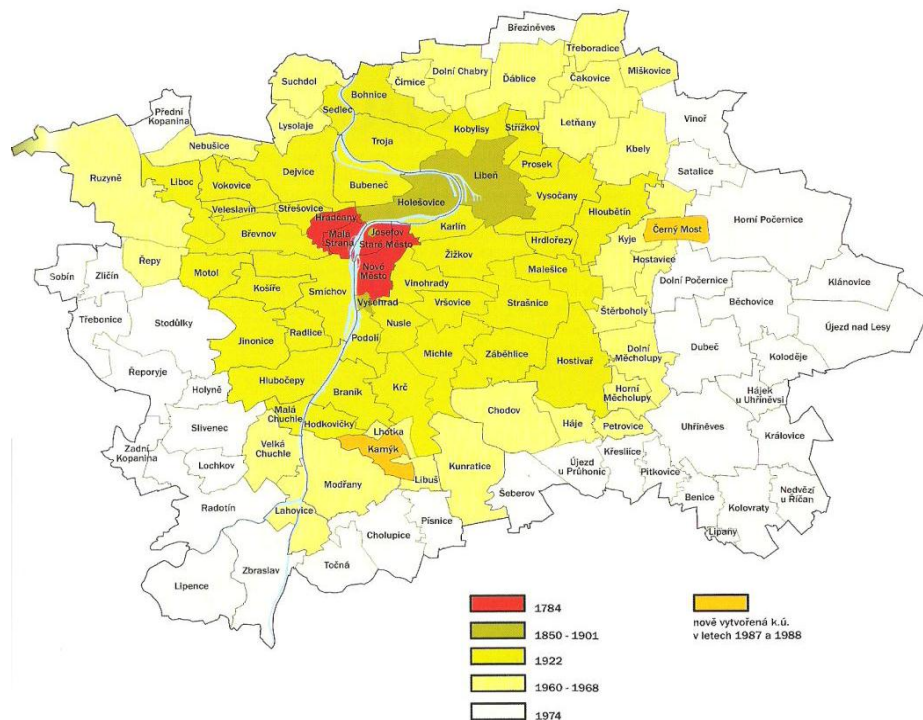 Březiněves
Třeboradice
Suchdol
Bohnice
Čimice
Dolní Chabry
Ďáblice
Čakovice
Miškovice
Sedlec
Přední
Kopanina
Lysolaje
Troja
Kobylisy
Střížkov
Letňany
Vinoř
Nebušice
Kbely
Ruzyně
Liboc
Vokovice
Dejvice
Bubeneč
Libeň
Prosek
Vysočany
Satalice
Veleslavín
Střešovice
Holešovice
Hloubětín
Horní Počernice
Hradčany
Břevnov
Malá
Strana
Josefov
Staré Město
Karlín
Hrdlořezy
Kyje
Černý Most
Hostavice
Řepy
Motol
Žižkov
Malešice
Sobín
Zličín
Košíře
Smíchov
Nové
Město
Vinohrady
Dolní Počernice
Klánovice
Třebonice
Stodůlky
Vyšehrad
Vršovice
Strašnice
Štěrboholy
Běchovice
Újezd nad Lesy
Jinonice
Radlice
Podolí
Nusle
Michle
Záběhlice
Hostivař
Dolní
Měcholupy
Dubeč
Koloděje
Řeporyje
Holyně
Hlubočepy
Braník
Krč
Horní
Měcholupy
Hájek
u Uhříněvsi
Slivenec
Malá
Chuchle
Hodkovičky
Lhotka
Chodov
Háje
Petrovice
Uhříněves
Královice
Zadní
Kopanina
Lochkov
Velká
Chuchle
Kamýk
Modřany
Libuš
Kunratice
Újezd
u Průhonic
Křeslice
Pitkovice
Radotín
Lahovice
Písnice
Šeberov
Benice
Kolovraty
Nedvězí
u Říčan
Lipany
Lipence
Zbraslav
Točná
Cholupice
1784
1850 - 1901
1922
1960 - 1968
1974
nově vytvořená k.ú.
v letech 1987 a 1988